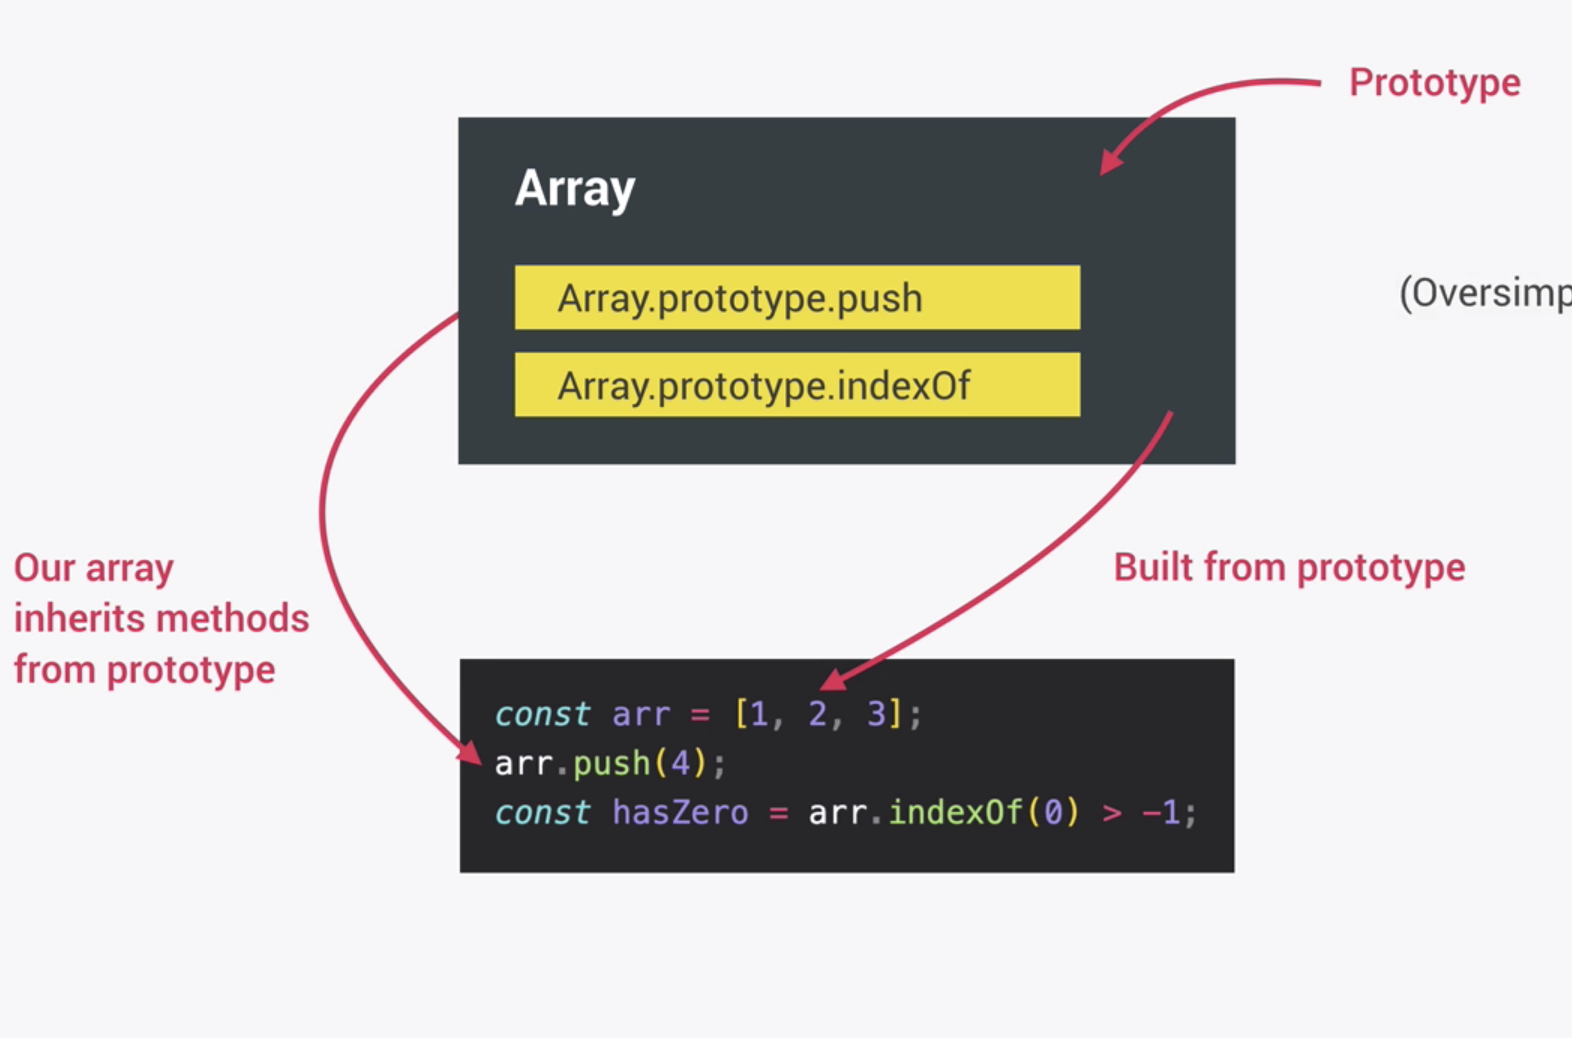 Prototype
Array
Array.prototype.push
(Oversimp
Array.prototype.indexOf
Our array
inherits methods
from prototype
Built from prototype
const arr = [1, 2, 3];
arr.push(4);
const hasZero = arr.indexOf(0) > -1;